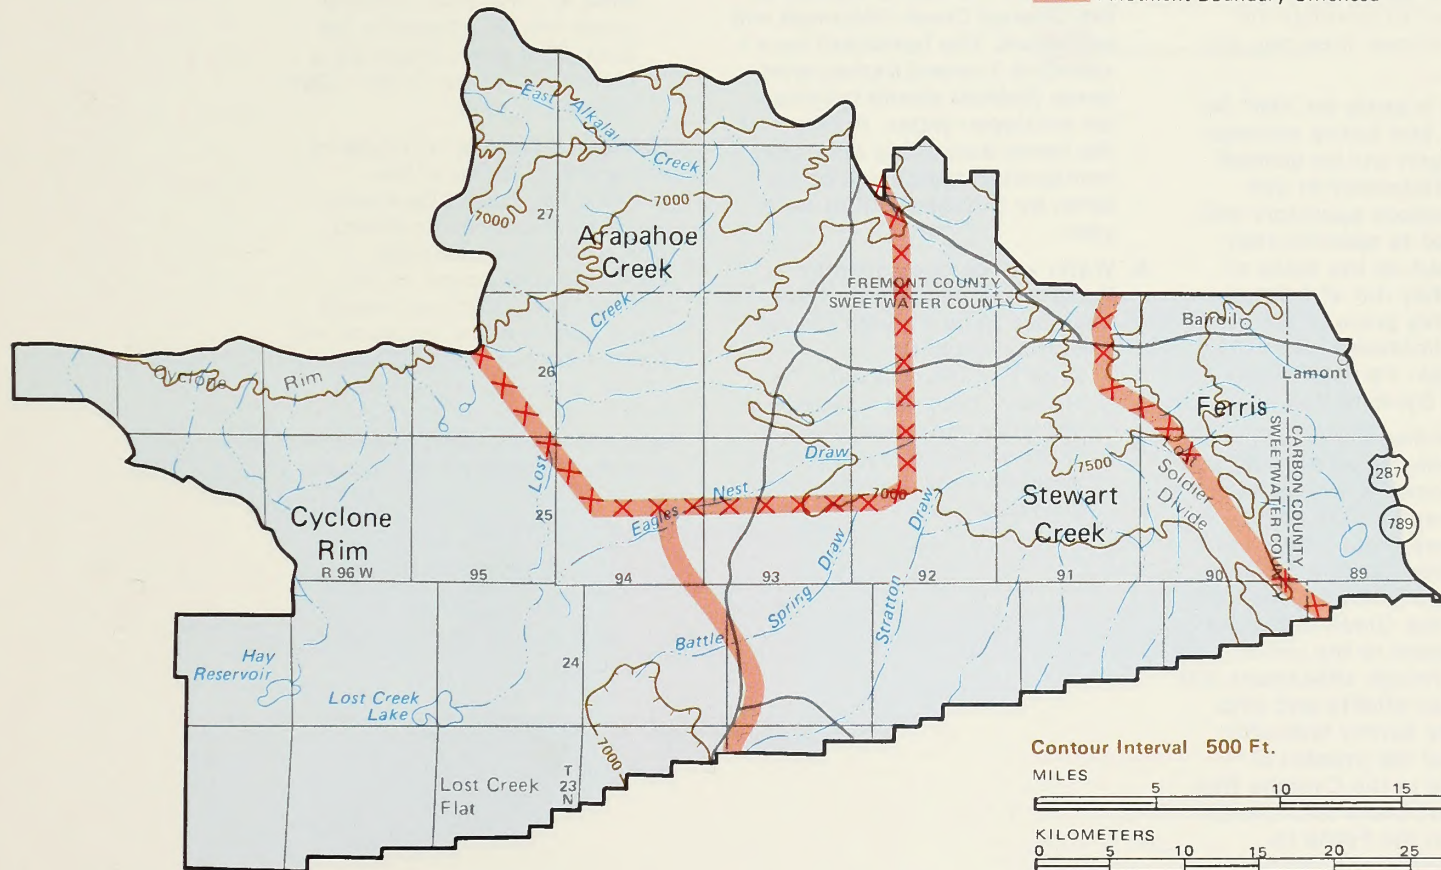 Allotment Boundary Unfenced
East Alkalai
Creek
7000
7000
27
Arapahoe
Creek
FREMONT COUNTY
SWEETWATER COUNTY
Creek
Bairoil
Lamont
Cyclone Rim
26
Ferris
CARBON COUNTY
SWEETWATER COUNTY
Draw
7500
Lost
Soldier
Divide
287
Lost
Nest
7000
Draw
Stewart
Creek
Cyclone
Rim
R 96 W
25
Eagles
789
95
94
93
92
91
90
89
Spring Draw
Battle
Stratton
Hay
Reservoir
24
Lost Creek
Lake
7000
Contour Interval 500 Ft.
MILES
5 10 15
T
23
N
Lost Creek
Flat
KILOMETERS
0 5 10 15 20 25